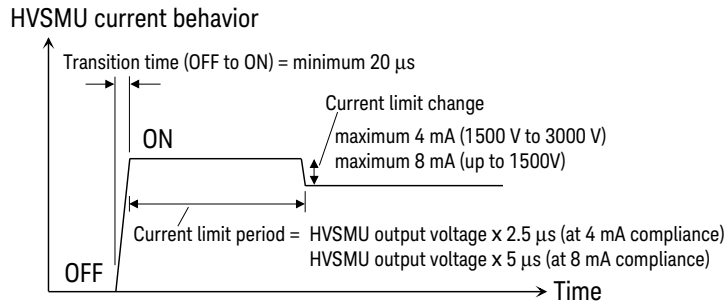 HVSMU current behavior
Transition time (OFF to ON) = minimum 20 µs
Current limit change
ON
maximum 4 mA (1500 V to 3000 V)
maximum 8 mA (up to 1500V)
Current limit period = HVSMU output voltage x 2.5 µs (at 4 mA compliance)
HVSMU output voltage x 5 µs (at 8 mA compliance)
OFF
Time